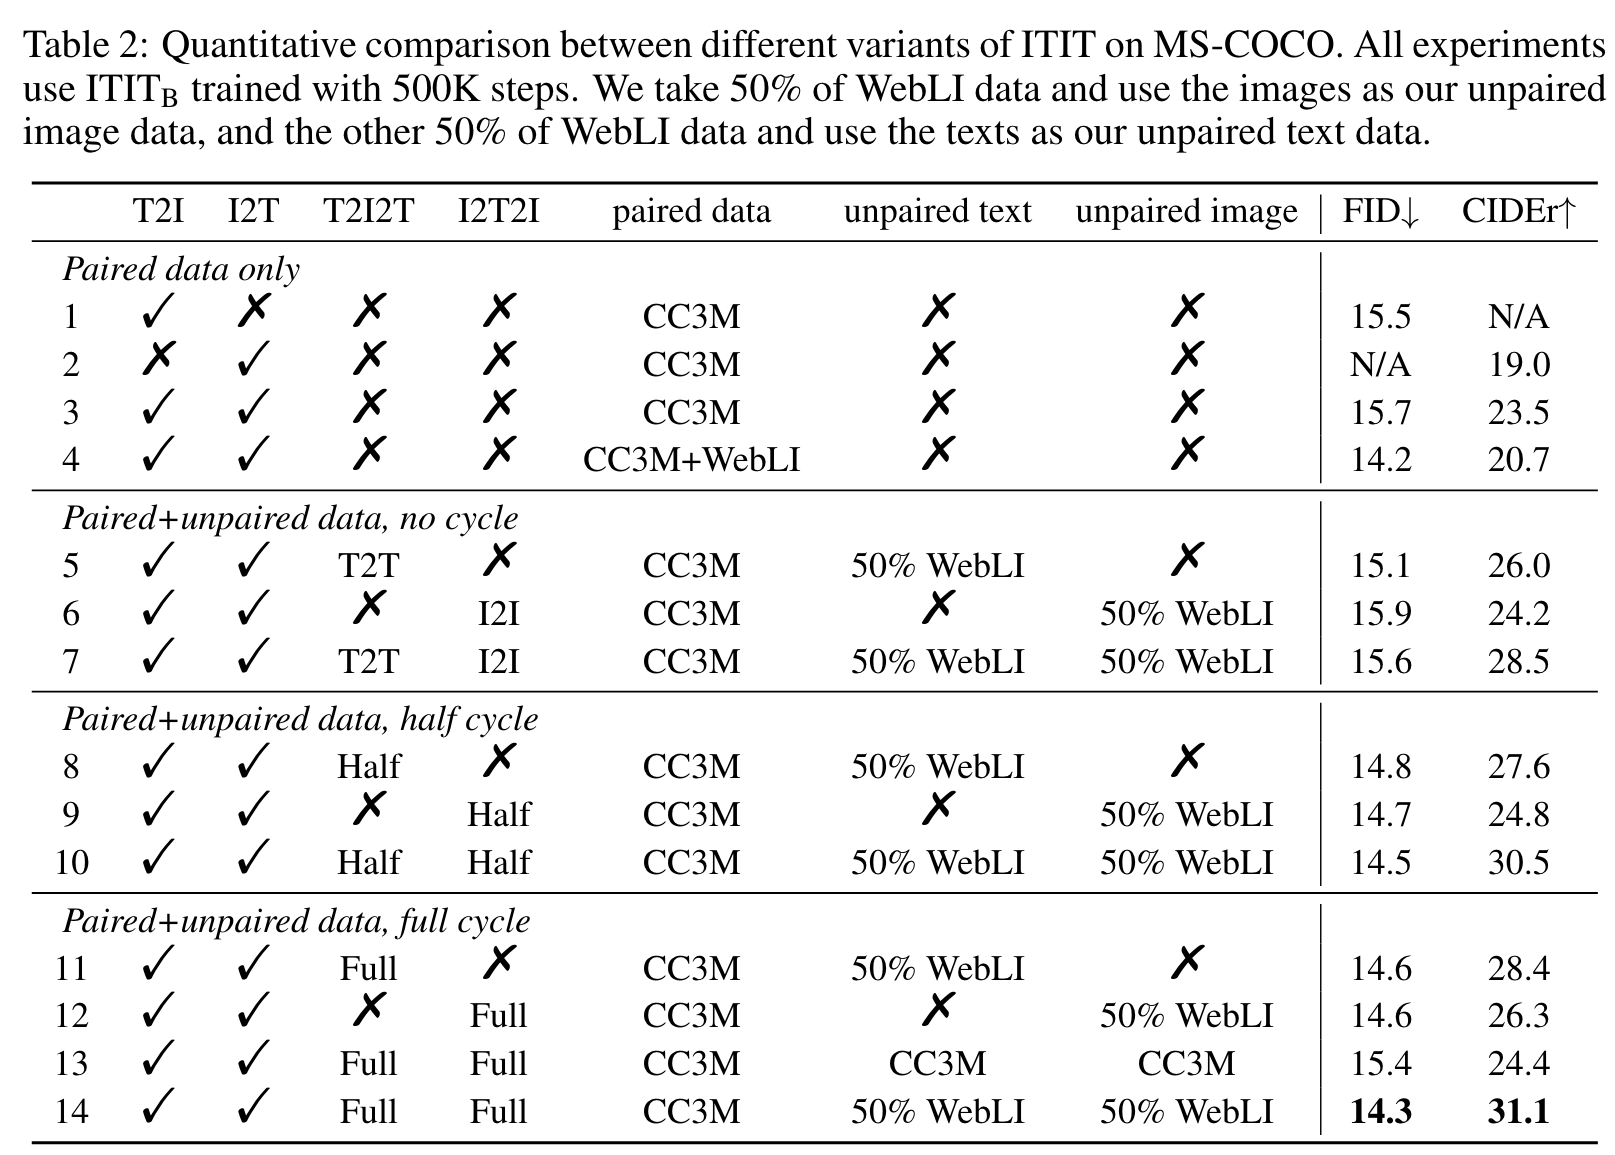 Table 2: Quantitative comparison between different variants of ITIT on MS-COCO. All experiments
use ITIT_B trained with 500K steps. We take 50% of WebLI data and use the images as our unpaired
image data, and the other 50% of WebLI data and use the texts as our unpaired text data.
T2I I2T T2I2T I2T2I paired data unpaired text unpaired image FID↓ CIDEr↑
Paired data only
1 ✓ ✗ ✗ ✗ CC3M ✗ ✗ 15.5 N/A
2 ✗ ✓ ✗ ✗ CC3M ✗ ✗ N/A 19.0
3 ✓ ✓ ✗ ✗ CC3M ✗ ✗ 15.7 23.5
4 ✓ ✓ ✗ ✗ CC3M+WebLI ✗ ✗ 14.2 20.7
Paired+unpaired data, no cycle
5 ✓ ✓ T2T ✗ CC3M 50% WebLI ✗ 15.1 26.0
6 ✓ ✓ ✗ I2I CC3M ✗ 50% WebLI 15.9 24.2
7 ✓ ✓ T2T I2I CC3M 50% WebLI 50% WebLI 15.6 28.5
Paired+unpaired data, half cycle
8 ✓ ✓ Half ✗ CC3M 50% WebLI ✗ 14.8 27.6
9 ✓ ✓ ✗ Half CC3M ✗ 50% WebLI 14.7 24.8
10 ✓ ✓ Half Half CC3M 50% WebLI 50% WebLI 14.5 30.5
Paired+unpaired data, full cycle
11 ✓ ✓ Full ✗ CC3M 50% WebLI ✗ 14.6 28.4
12 ✓ ✓ ✗ Full CC3M ✗ 50% WebLI 14.6 26.3
13 ✓ ✓ Full Full CC3M CC3M CC3M 15.4 24.4
14 ✓ ✓ Full Full CC3M 50% WebLI 50% WebLI 14.3 31.1